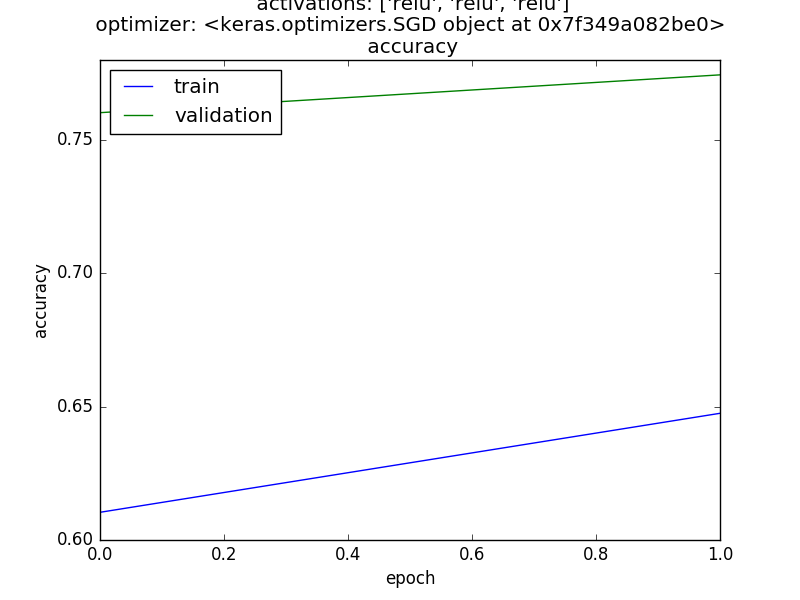 activations: ['relu', 'relu', 'relu']
optimizer: <keras.optimizers.SGD object at 0x7f349a082be0>
accuracy
train
validation
0.75
0.70
0.65
0.60
accuracy
0.0 0.2 0.4 0.6 0.8 1.0
epoch